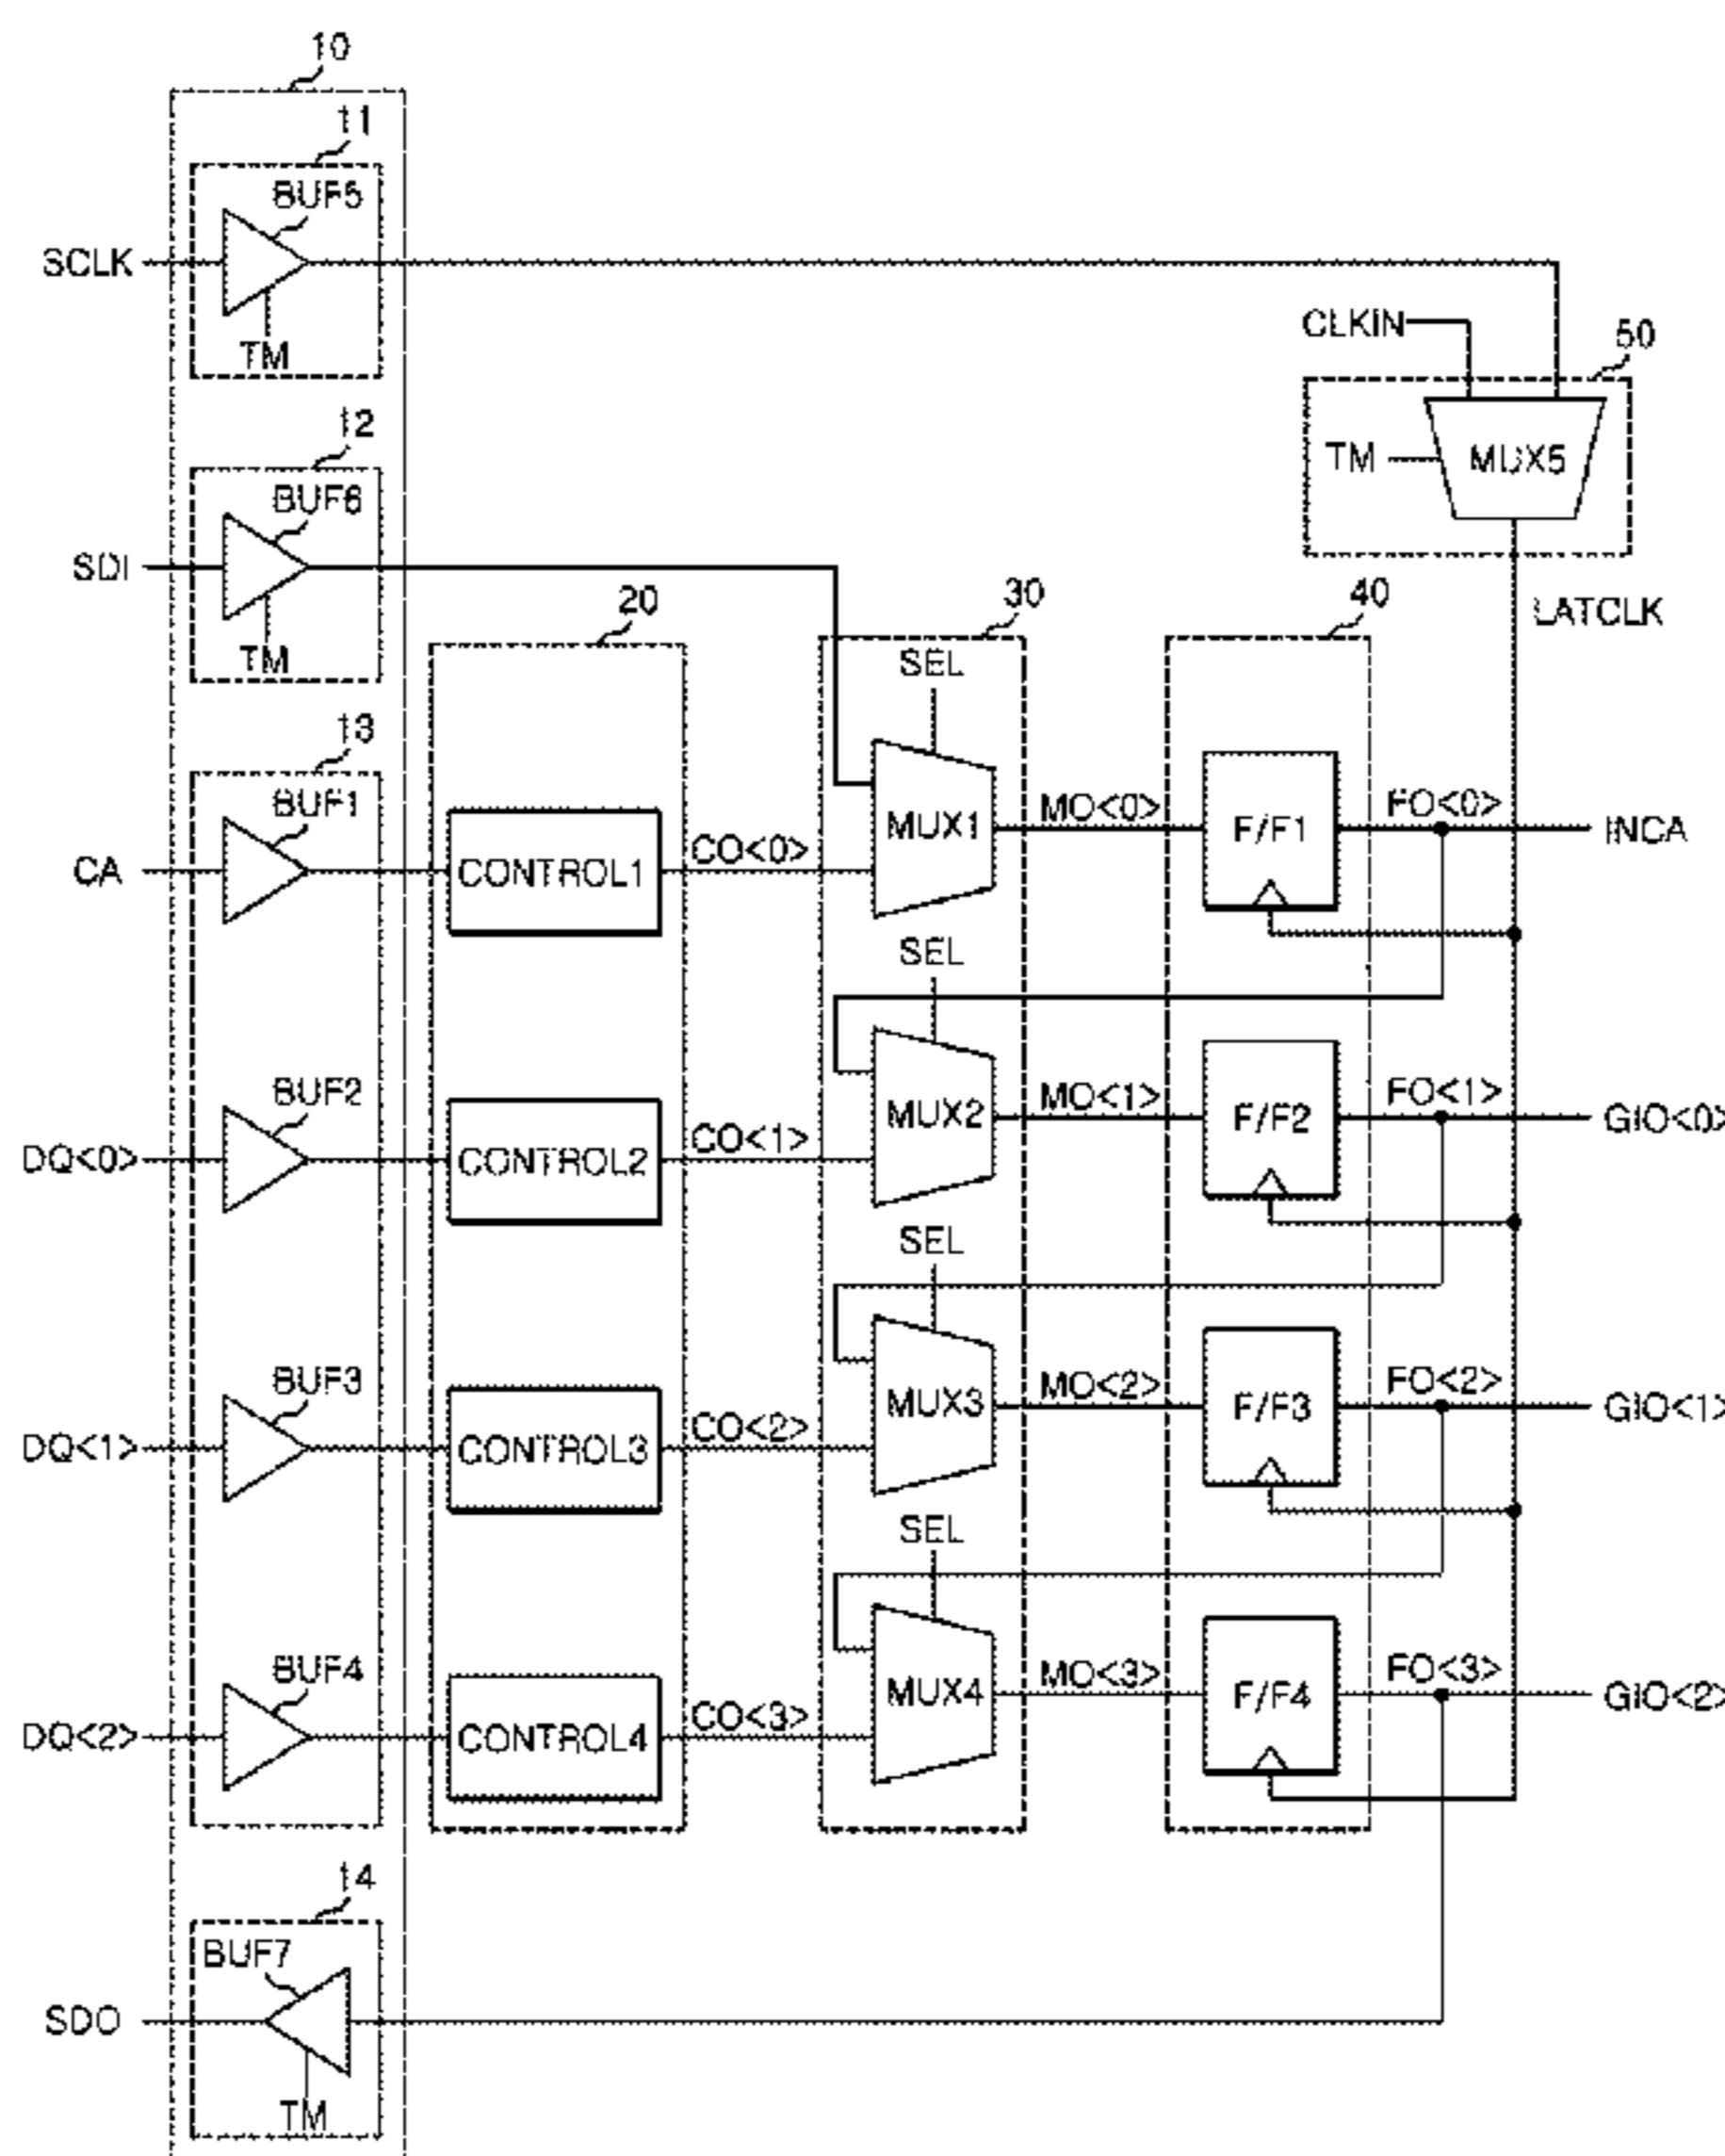 10
11
BUF5
SCLK
TM
CLKIN
50
TM
MUX5
12
BUF6
SDI
TM
20
30
40
LATCLK
SEL
13
BUF1
CA
CONTROL1
CO<0>
MUX1
MO<0>
F/F1
FO<0>
INCA
SEL
BUF2
DQ<0>
CONTROL2
CO<1>
MUX2
MO<1>
F/F2
FO<1>
GIO<0>
SEL
BUF3
DQ<1>
CONTROL3
CO<2>
MUX3
MO<2>
F/F3
FO<2>
GIO<1>
SEL
BUF4
DQ<2>
CONTROL4
CO<3>
MUX4
MO<3>
F/F4
FO<3>
GIO<2>
14
BUF7
SDO
TM